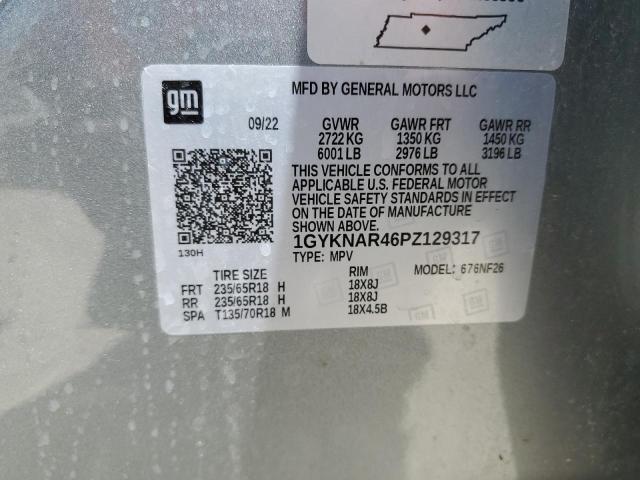 gm
MFD BY GENERAL MOTORS LLC
09/22 GVWR GAWR FRT GAWR RR
2722 KG 1350 KG 1450 KG
6001 LB 2976 LB 3196 LB
THIS VEHICLE CONFORMS TO ALL
APPLICABLE U.S. FEDERAL MOTOR
VEHICLE SAFETY STANDARDS IN EFFECT
ON THE DATE OF MANUFACTURE
SHOWN ABOVE.
1GYKNAR46PZ129317
130H
TYPE: MPV
MODEL: 676NF26
TIRE SIZE RIM
FRT 235/65R18 H 18X8J
RR 235/65R18 H 18X8J
SPA T135/70R18 M 18X4.5B